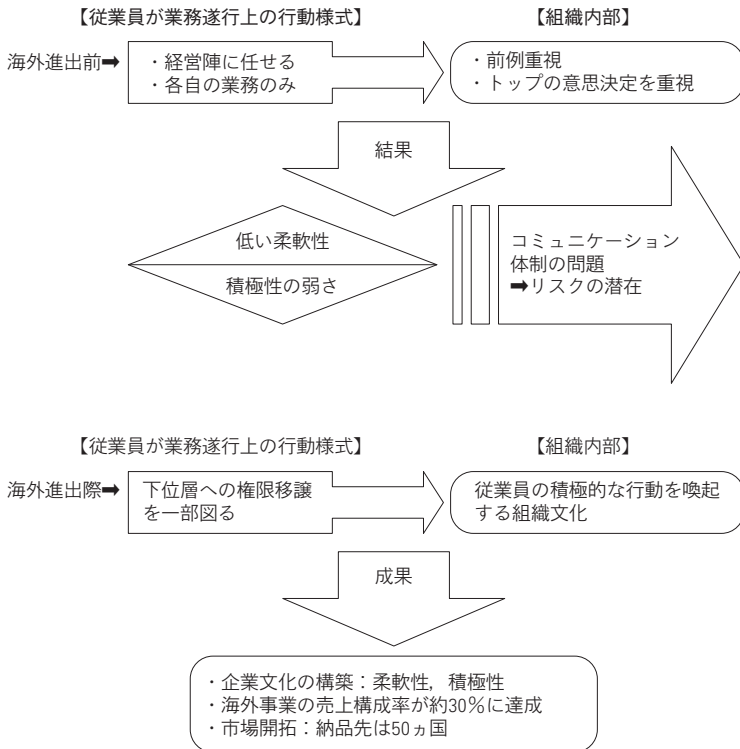 【従業員が業務遂行上の行動様式】
【組織内部】
海外進出前➡
・経営陣に任せる
・各自の業務のみ
・前例重視
・トップの意思決定を重視
結果
低い柔軟性
積極性の弱さ
コミュニケーション
体制の問題
➡リスクの潜在
【従業員が業務遂行上の行動様式】
【組織内部】
海外進出際➡
下位層への権限移譲
を一部図る
従業員の積極的な行動を喚起
する組織文化
成果
・企業文化の構築：柔軟性，積極性
・海外事業の売上構成率が約30％に達成
・市場開拓：納品先は50ヵ国